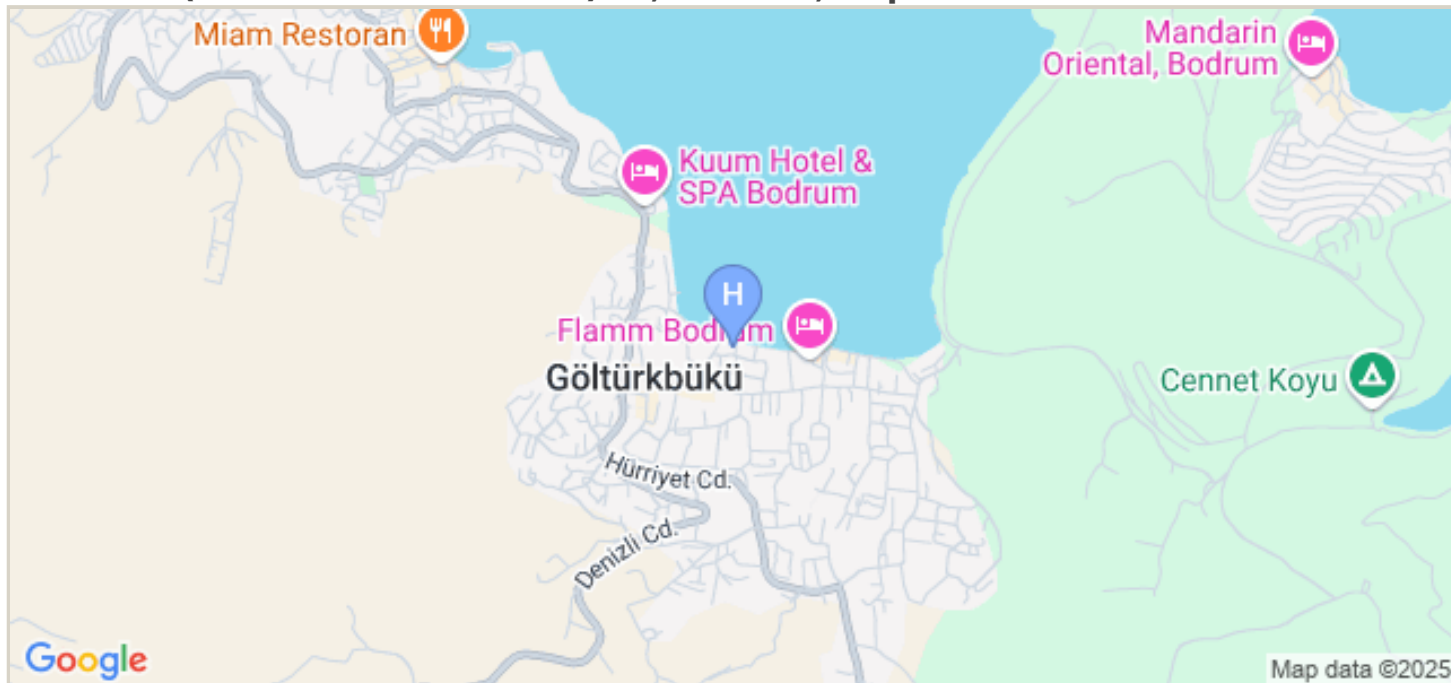 Miam Restoran
Mandarin
Oriental, Bodrum
Kuum Hotel &
SPA Bodrum
H
Flamm Bodrum
Göltürkbükü
Cennet Koyu
Hürriyet Cd.
Denizli Cd.
Google
Map data ©2025